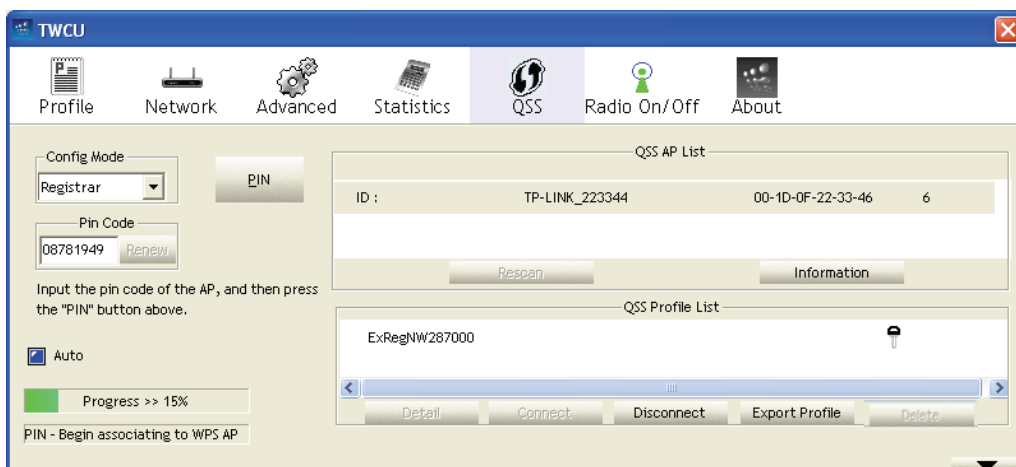 TWCU
Profile Network Advanced Statistics QSS Radio On/Off About
Config Mode
Registrar
PIN
Pin Code
08781949 Renew
Input the pin code of the AP, and then press
the "PIN" button above.
Auto
Progress >> 15%
PIN - Begin associating to WPS AP
QSS AP List
ID : TP-LINK_223344 00-1D-0F-22-33-46 6
Rescan Information
QSS Profile List
ExRegNW287000
Detail Connect Disconnect Export Profile Delete